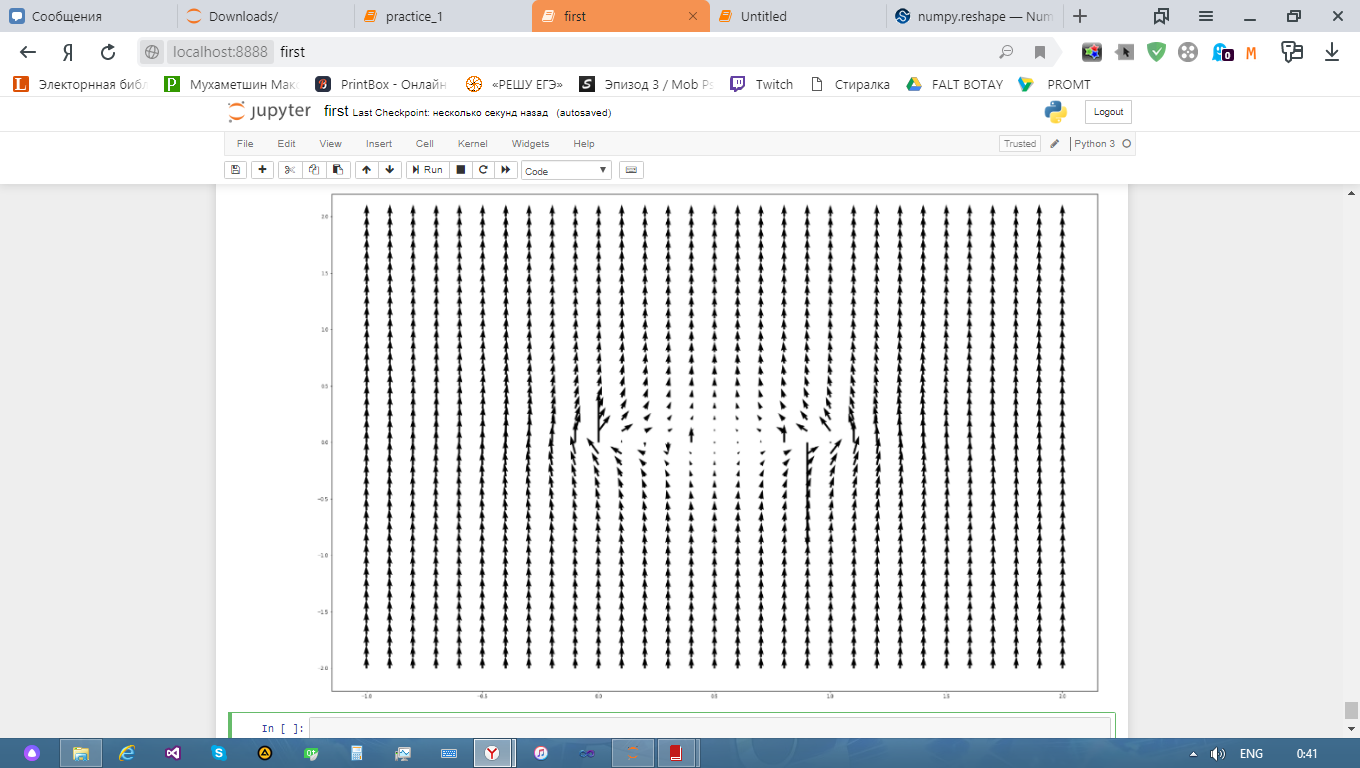 Сообщения Downloads/ practice_1 first Untitled numpy.reshape — Num
localhost:8888 first 0 M
Электорнная библ Мухаметшин Макс PrintBox - Онлайн «РЕШУ ЕГЭ» Эпизод 3 / Mob Ps Twitch Стиралка FALT BOTAY PROMT
jupyter first Last Checkpoint: несколько секунд назад (autosaved) Logout
File Edit View Insert Cell Kernel Widgets Help Trusted Python 3
Run Code
2.0
1.5
1.0
0.5
0.0
-0.5
-1.0
-1.5
-2.0
-1.0 -0.5 0.0 0.5 1.0 1.5 2.0
In [ ]:
ENG 0:41